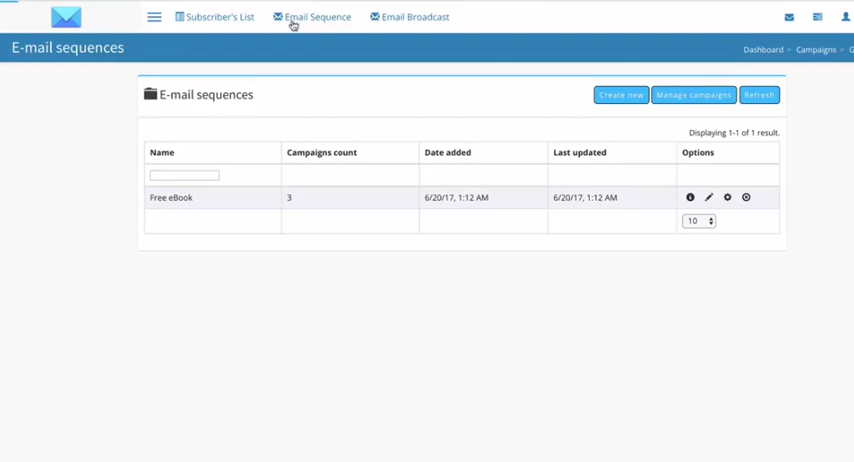 Subscriber's List Email Sequence Email Broadcast
E-mail sequences
Dashboard > Campaigns >
E-mail sequences
Create new Manage campaigns Refresh
Displaying 1-1 of 1 result.
Name Campaigns count Date added Last updated Options
Free eBook 3 6/20/17, 1:12 AM 6/20/17, 1:12 AM
10